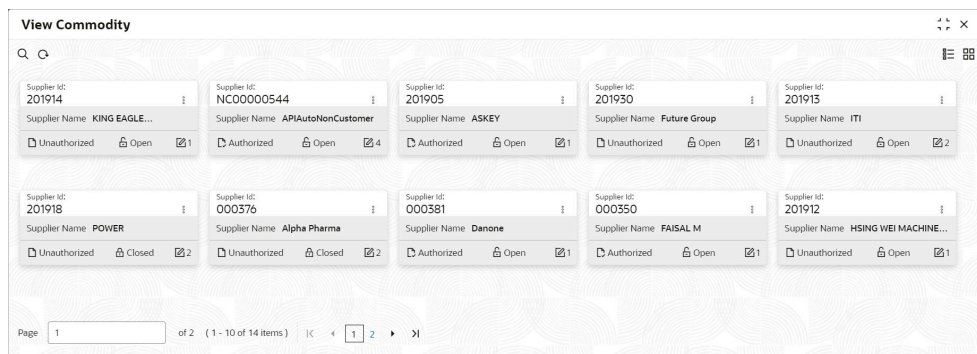 View Commodity
Supplier Id: Supplier Id: Supplier Id: Supplier Id: Supplier Id:
201914 NC00000544 201905 201930 201913
Supplier Name KING EAGLE... Supplier Name APIAutoNonCustomer Supplier Name ASKEY Supplier Name Future Group Supplier Name ITI
Unauthorized Open 1 Authorized Open 4 Authorized Open 1 Unauthorized Open 1 Unauthorized Open 2
Supplier Id: Supplier Id: Supplier Id: Supplier Id: Supplier Id:
201918 000376 000381 000350 201912
Supplier Name POWER Supplier Name Alpha Pharma Supplier Name Danone Supplier Name FAISAL M Supplier Name HSING WEI MACHINE...
Unauthorized Closed 2 Unauthorized Closed 2 Authorized Open 1 Authorized Open 1 Unauthorized Open 1
Page 1 of 2 ( 1 - 10 of 14 items ) 1 2